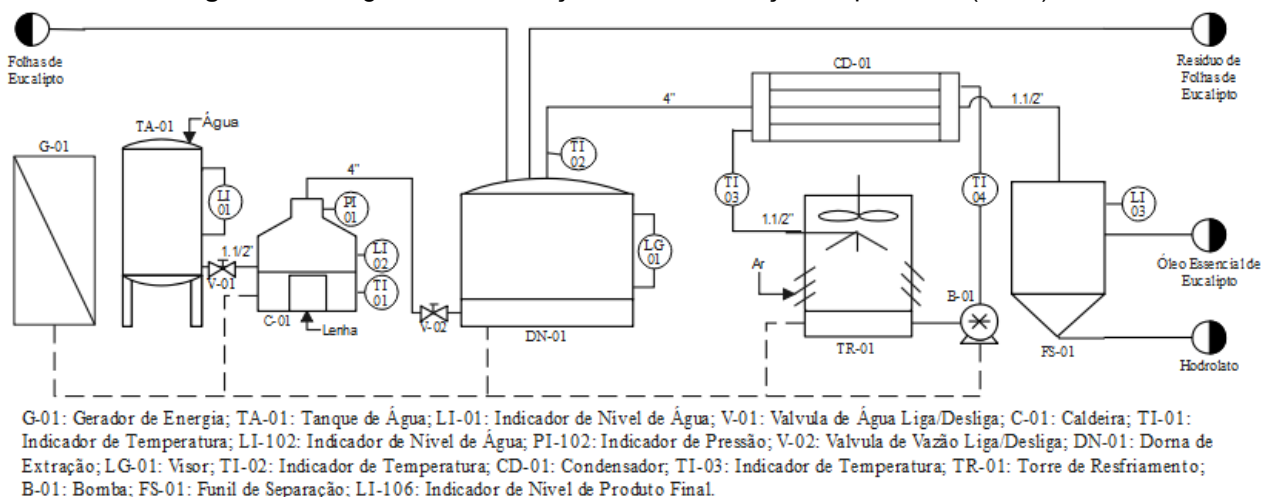 Folhas de
Eucalipto
Resíduo de
Folhas de
Eucalipto
CD-01
4"
1.1/2"
Água
TA-01
G-01
4"
TI
02
LI
01
PI
01
TI
03
TI
04
LI
03
1.1/2"
1.1/2"
LI
02
LG
01
Ar
Óleo Essencial de
Eucalipto
V-01
TI
01
B-01
C-01
Lenha
V-02
DN-01
TR-01
FS-01
Hodrolato
G-01: Gerador de Energia; TA-01: Tanque de Água; LI-01: Indicador de Nivel de Água; V-01: Valvula de Água Liga/Desliga; C-01: Caldeira; TI-01:
Indicador de Temperatura; LI-102: Indicador de Nivel de Água; PI-102: Indicador de Pressão; V-02: Valvula de Vazão Liga/Desliga; DN-01: Dorna de
Extração; LG-01: Visor; TI-02: Indicador de Temperatura; CD-01: Condensador; TI-03: Indicador de Temperatura; TR-01: Torre de Resfriamento;
B-01: Bomba; FS-01: Funil de Separação; LI-106: Indicador de Nivel de Produto Final.